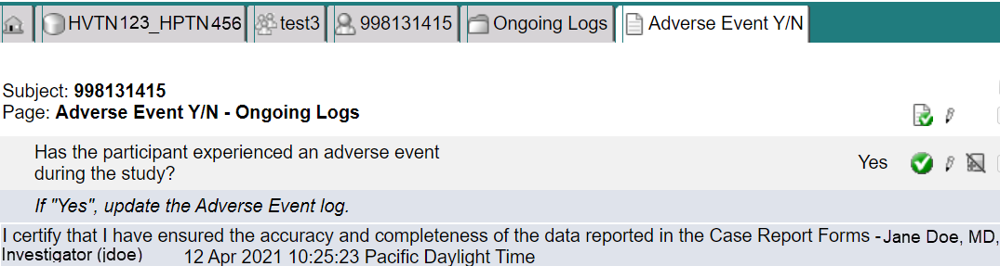 HVTN123_HPTN456 test3 998131415 Ongoing Logs Adverse Event Y/N
Subject: 998131415
Page: Adverse Event Y/N - Ongoing Logs
Has the participant experienced an adverse event
during the study?
Yes
If "Yes", update the Adverse Event log.
I certify that I have ensured the accuracy and completeness of the data reported in the Case Report Forms -Jane Doe, MD,
Investigator (jdoe) 12 Apr 2021 10:25:23 Pacific Daylight Time